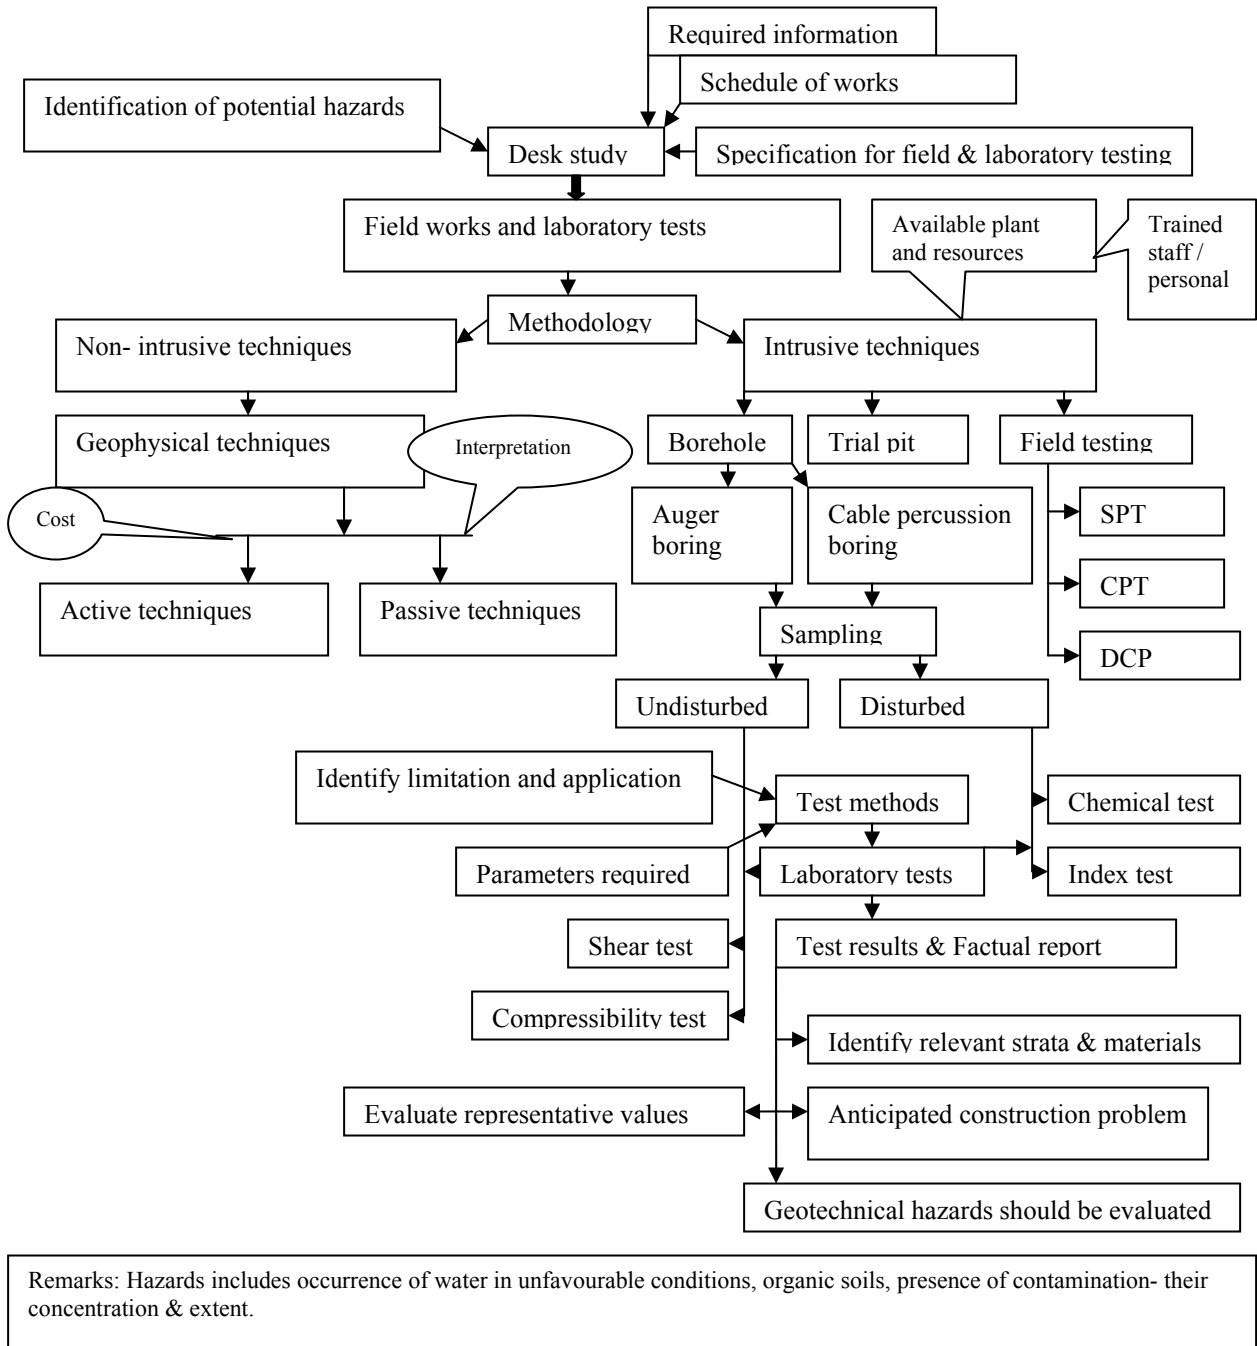 Required information
Schedule of works
Identification of potential hazards
Desk study
Specification for field & laboratory testing
Field works and laboratory tests
Available plant
and resources
Trained
staff /
personal
Methodology
Non- intrusive techniques
Intrusive techniques
Geophysical techniques
Interpretation
Borehole
Trial pit
Field testing
Cost
Auger
boring
Cable percussion
boring
SPT
CPT
DCP
Active techniques
Passive techniques
Sampling
Undisturbed
Disturbed
Identify limitation and application
Test methods
Chemical test
Parameters required
Laboratory tests
Index test
Shear test
Test results & Factual report
Compressibility test
Identify relevant strata & materials
Evaluate representative values
Anticipated construction problem
Geotechnical hazards should be evaluated
Remarks: Hazards includes occurrence of water in unfavourable conditions, organic soils, presence of contamination- their
concentration & extent.